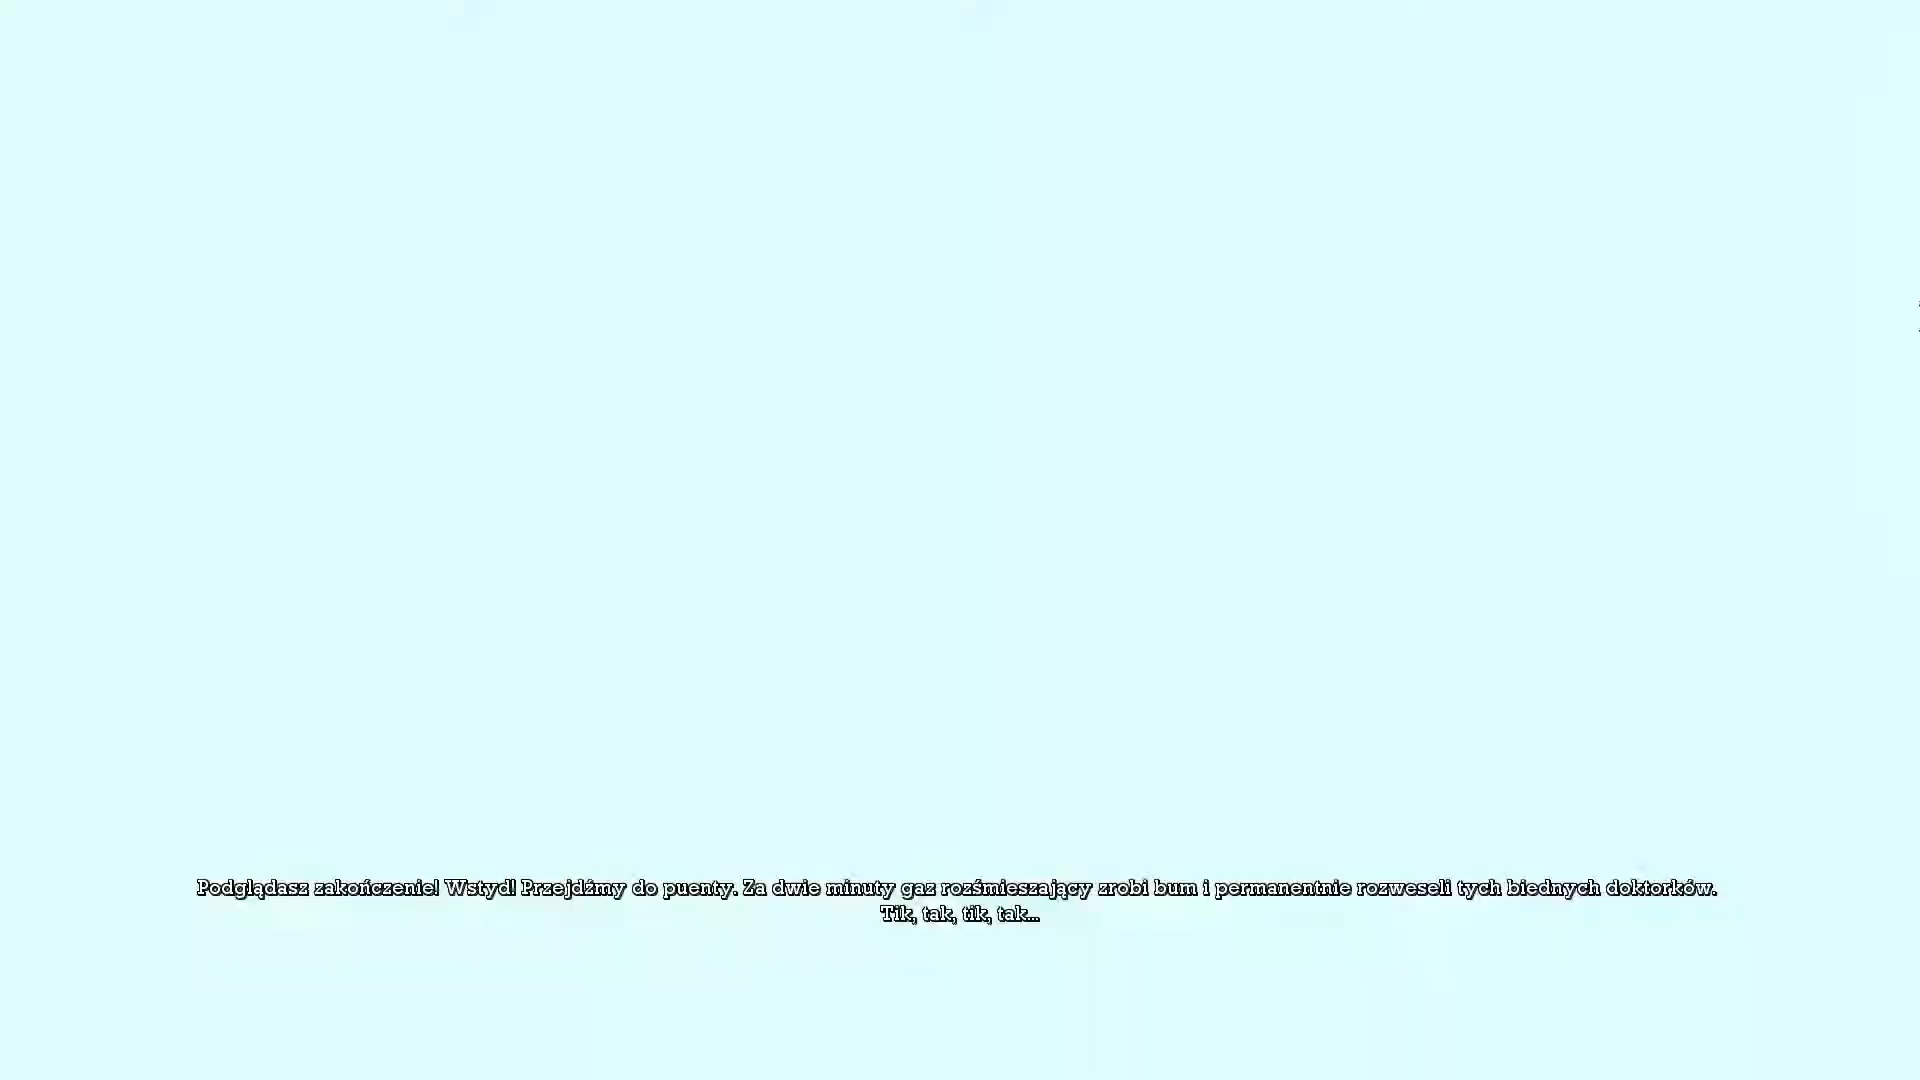 Podglądasz zakończenie! Wstyd! Przejdźmy do puenty. Za dwie minuty gaz rozśmieszający zrobi bum i permanentnie rozweseli tych biednych doktorków.
Tik, tak, tik, tak...